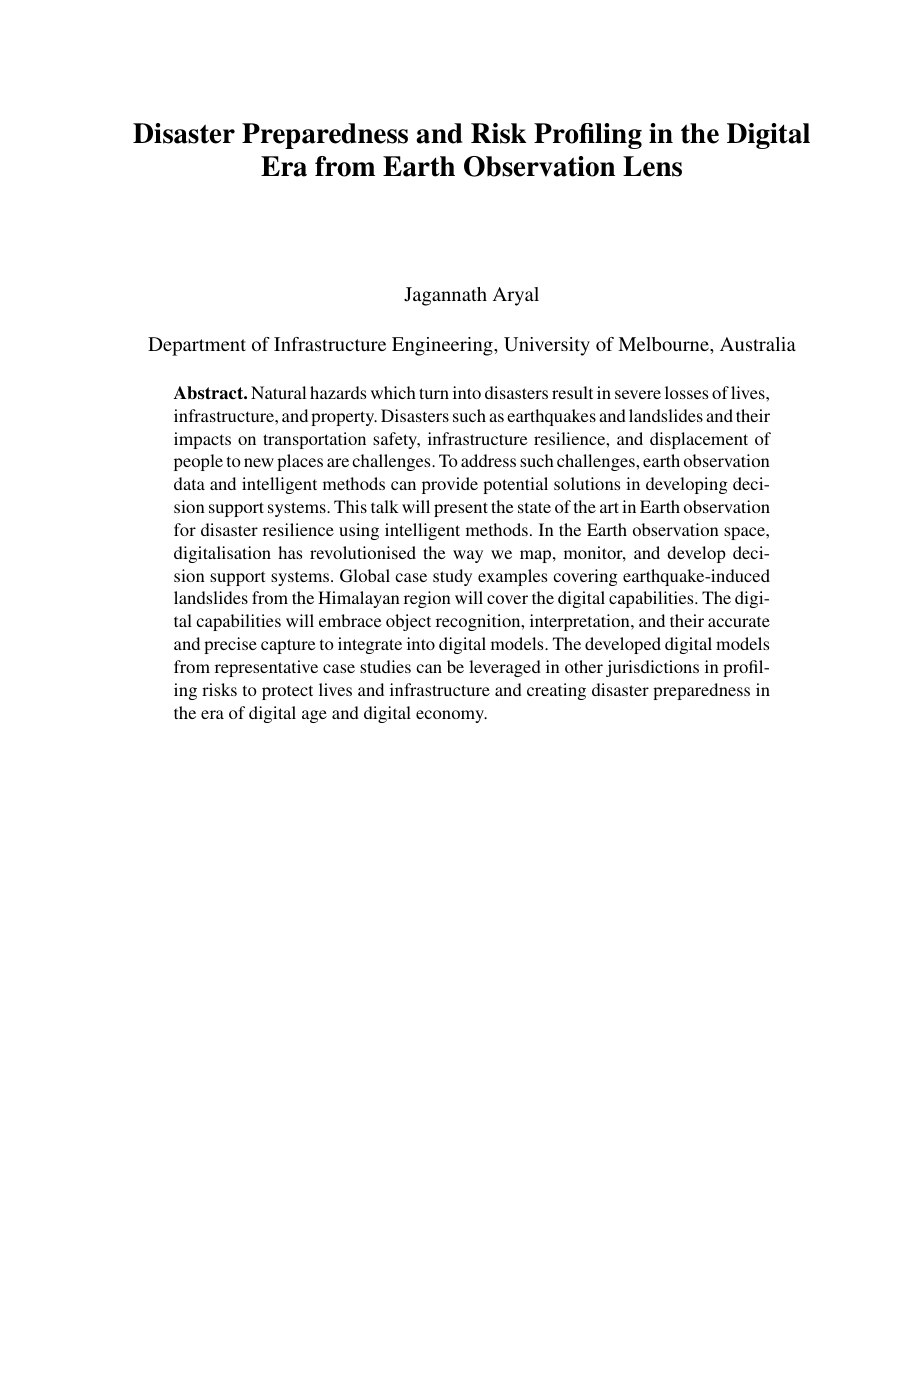 Disaster Preparedness and Risk Profiling in the Digital
Era from Earth Observation Lens
Jagannath Aryal
Department of Infrastructure Engineering, University of Melbourne, Australia
Abstract. Natural hazards which turn into disasters result in severe losses of lives,
infrastructure, and property. Disasters such as earthquakes and landslides and their
impacts on transportation safety, infrastructure resilience, and displacement of
people to new places are challenges. To address such challenges, earth observation
data and intelligent methods can provide potential solutions in developing deci-
sion support systems. This talk will present the state of the art in Earth observation
for disaster resilience using intelligent methods. In the Earth observation space,
digitalisation has revolutionised the way we map, monitor, and develop deci-
sion support systems. Global case study examples covering earthquake-induced
landslides from the Himalayan region will cover the digital capabilities. The digi-
tal capabilities will embrace object recognition, interpretation, and their accurate
and precise capture to integrate into digital models. The developed digital models
from representative case studies can be leveraged in other jurisdictions in profil-
ing risks to protect lives and infrastructure and creating disaster preparedness in
the era of digital age and digital economy.